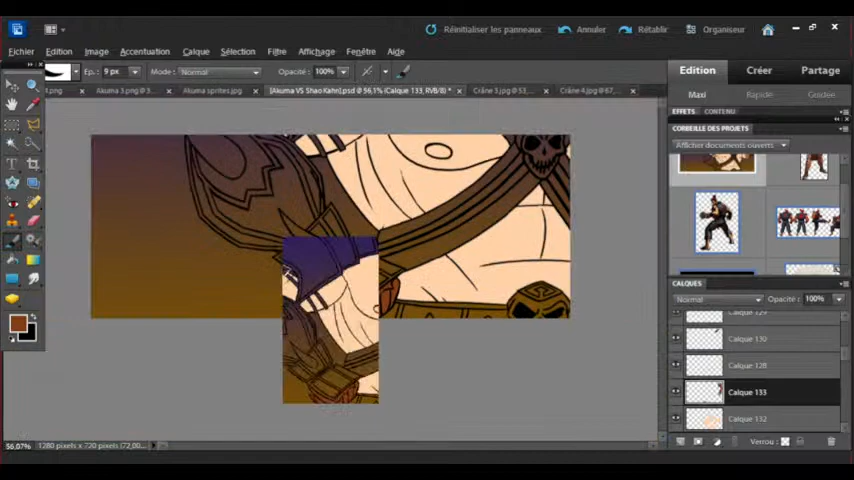 Réinitialiser les panneaux Annuler Rétablir Organiseur
Fichier Edition Image Accentuation Calque Sélection Filtre Affichage Fenêtre Aide
Edition Créer Partage
Ep.: 9 px Mode: Normal Opacité: 100%
1.png Akuma 3.png @ 3... Akuma sprites.jpg [Akuma VS Shao Kahn].psd @ 56,1% (Calque 133, RVB/8) * Crâne 3.jpg @ 53,... Crâne 4.jpg @ 67,...
Maxi Rapide Guidée
EFFETS CONTENU
CORBEILLE DES PROJETS
Afficher documents ouverts
CALQUES
Normal Opacité: 100%
Calque 129
Calque 130
Calque 128
Calque 133
Calque 132
Verrou:
56,07% 1280 pixels x 720 pixels (72,00...